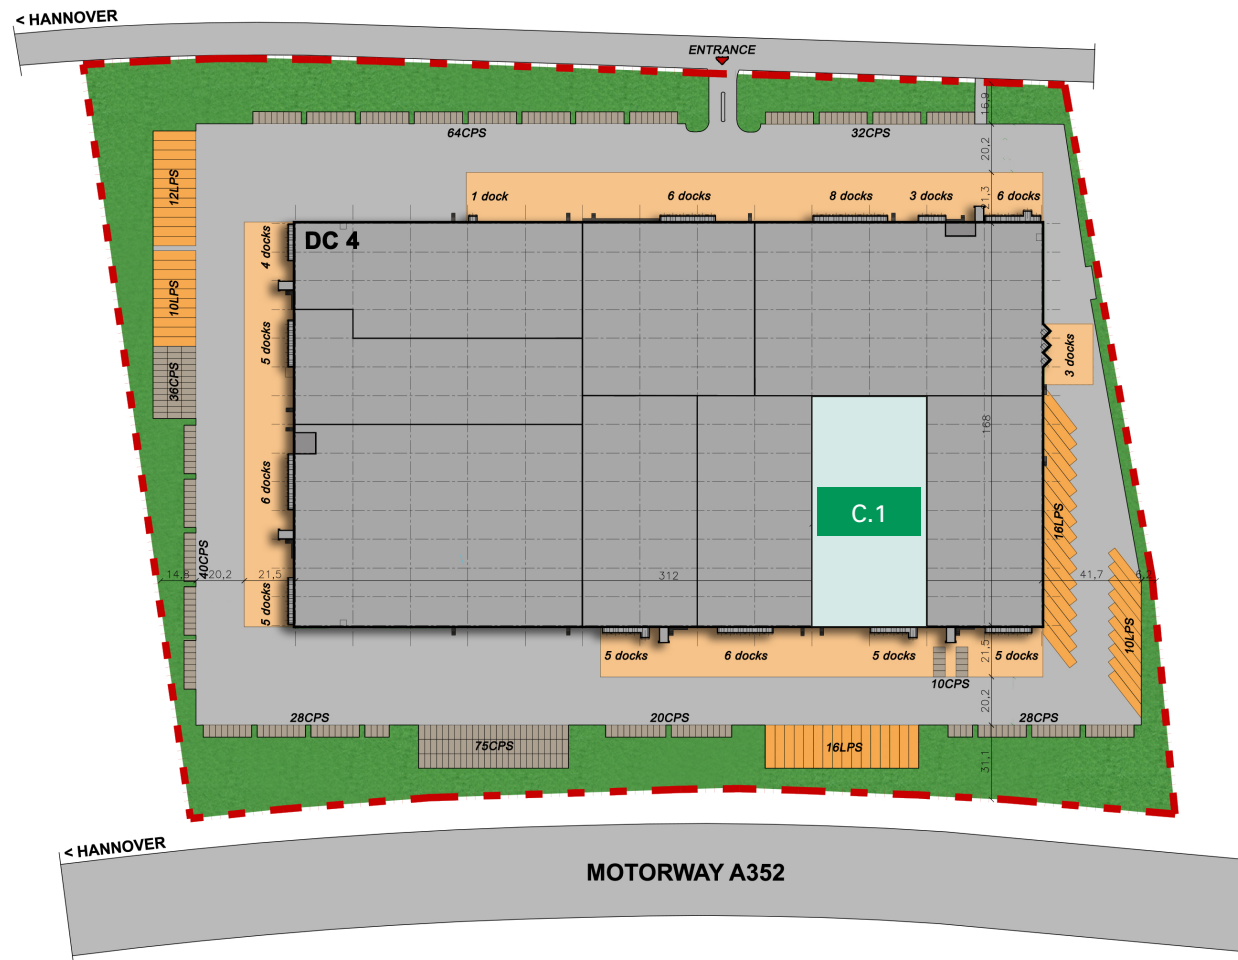 < HANNOVER
ENTRANCE
64CPS
32CPS
16,9
20,2
21,3
12LPS
10LPS
36CPS
40CPS
1 dock
6 docks
8 docks
3 docks
6 docks
DC 4
4 docks
5 docks
6 docks
5 docks
3 docks
168
C.1
16LPS
10LPS
14,8
20,2
21,5
312
41,7
6,2
5 docks
6 docks
5 docks
5 docks
21,5
10CPS
20,2
28CPS
75CPS
20CPS
16LPS
28CPS
31,1
< HANNOVER
MOTORWAY A352